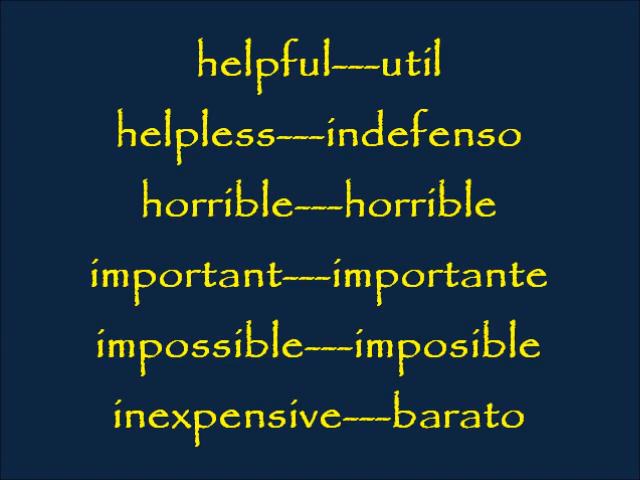 helpful---util
helpless---indefenso
horrible---horrible
important---importante
impossible---imposible
inexpensive---barato